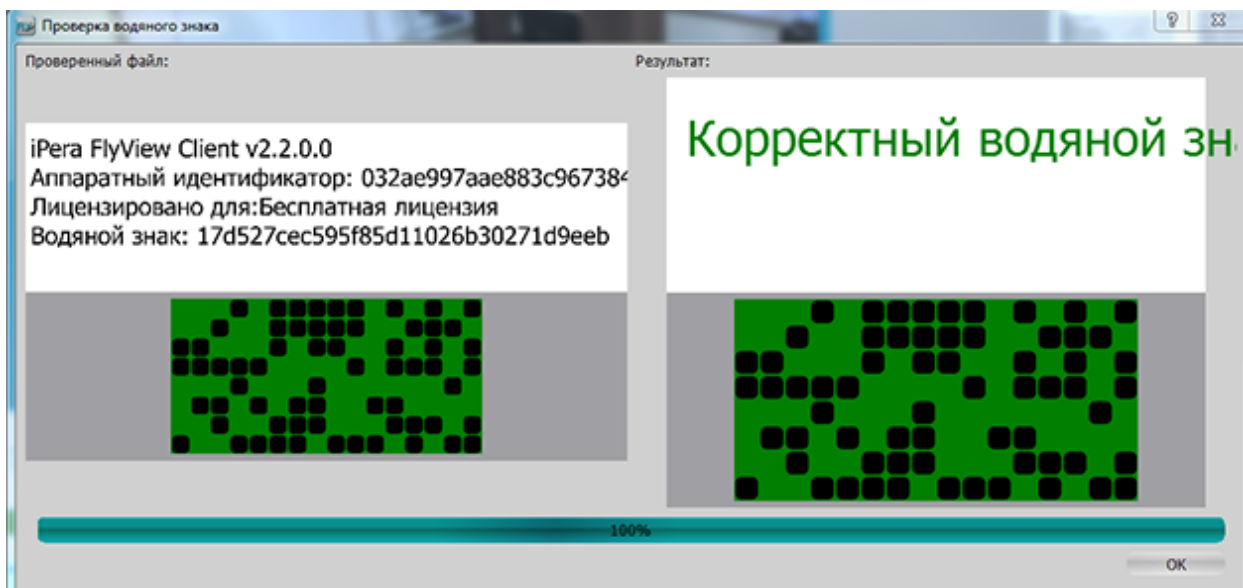 Проверка водяного знака
Проверенный файл:
iPera FlyView Client v2.2.0.0
Аппаратный идентификатор: 032ae997aae883c967384
Лицензировано для:Бесплатная лицензия
Водяной знак: 17d527cec595f85d11026b30271d9eeb
Результат:
Корректный водяной зн
100%
OK